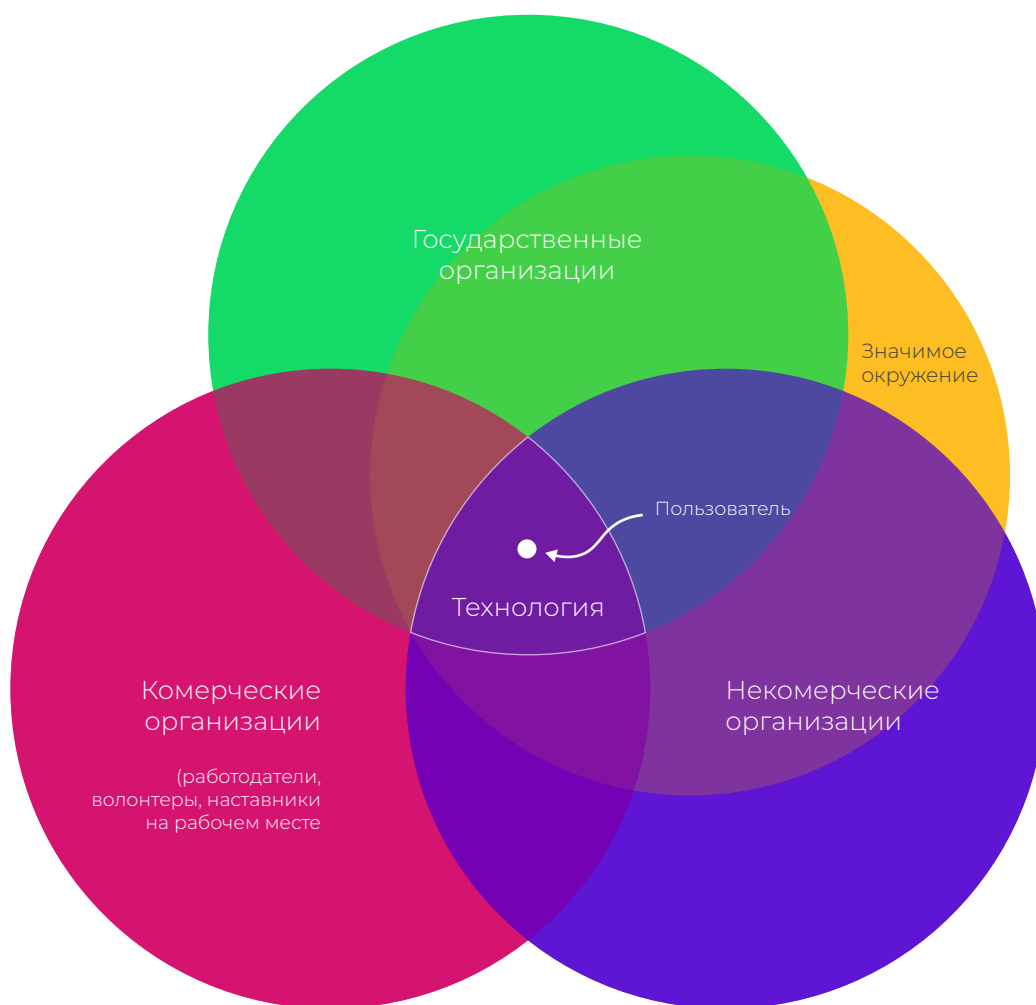 Государственные
организации
Значимое
окружение
Пользователь
Технология
Комерческие
организации
(работодатели,
волонтеры, наставники
на рабочем месте
Некомерческие
организации